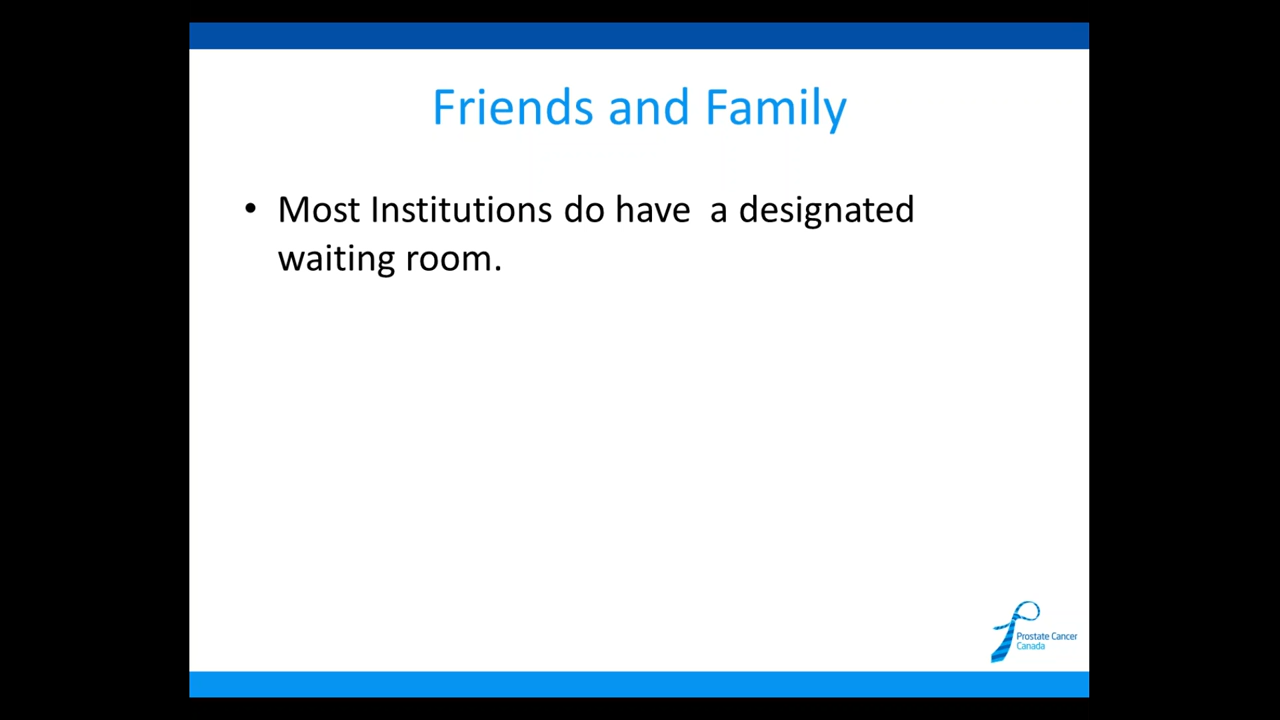 Friends and Family
• Most Institutions do have  a designated
waiting room.
Prostate Cancer
Canada